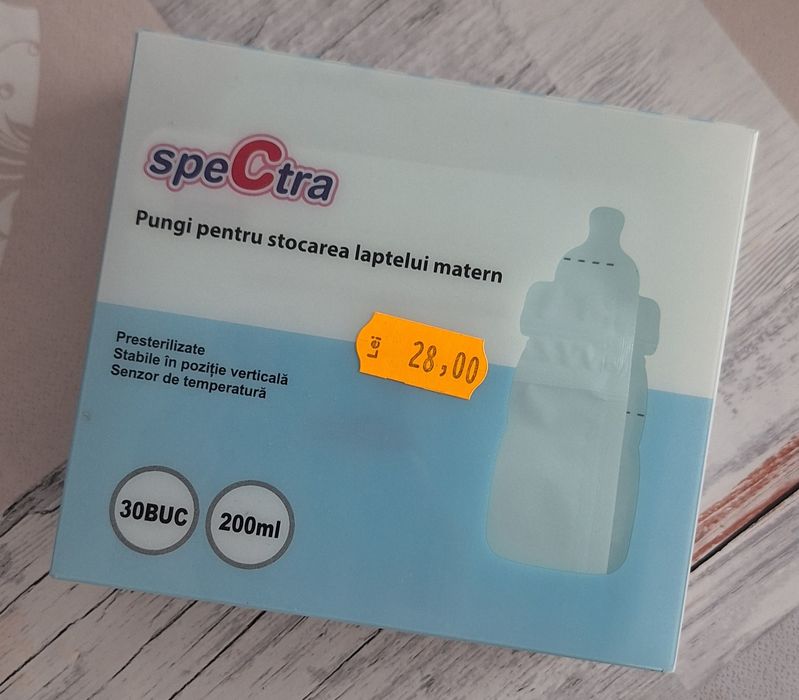 speCtra
Pungi pentru stocarea laptelui matern
Presterilizate
Stabile în poziție verticală
Senzor de temperatură
Lei 28,00
30BUC
200ml